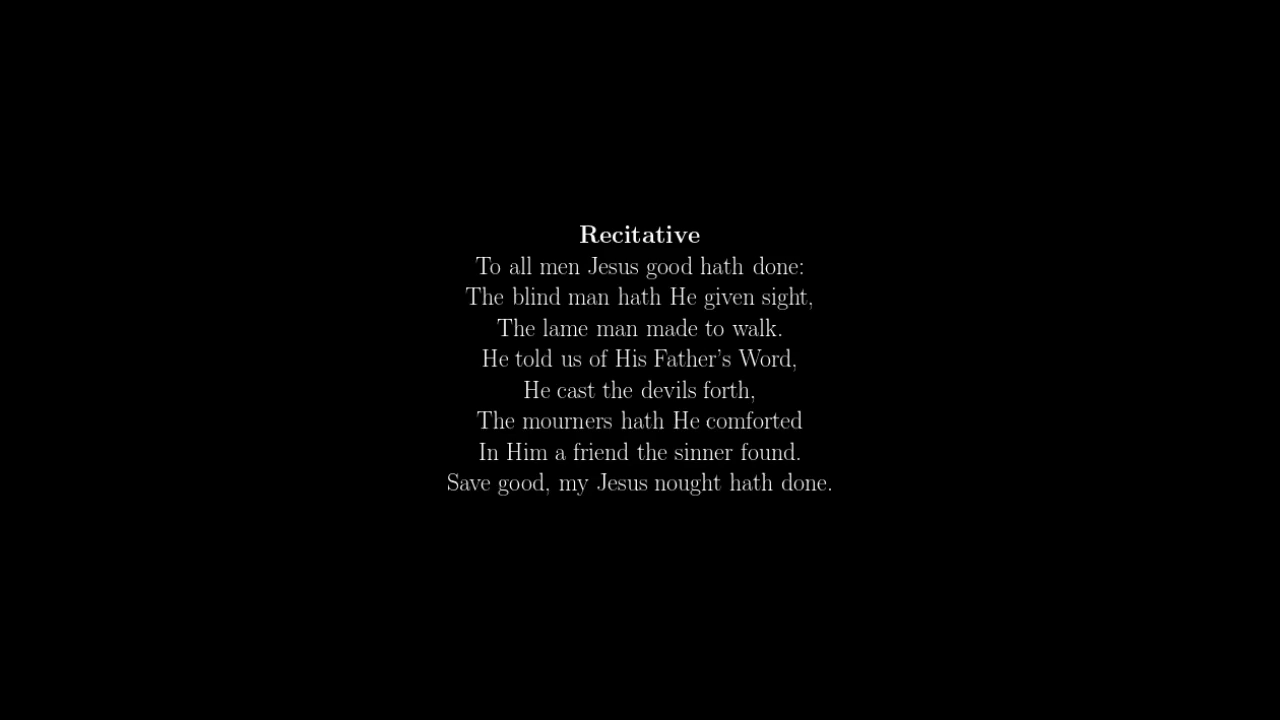 Recitative
To all men Jesus good hath done:
The blind man hath He given sight,
The lame man made to walk.
He told us of His Father's Word,
He cast the devils forth,
The mourners hath He comforted
In Him a friend the sinner found.
Save good, my Jesus nought hath done.